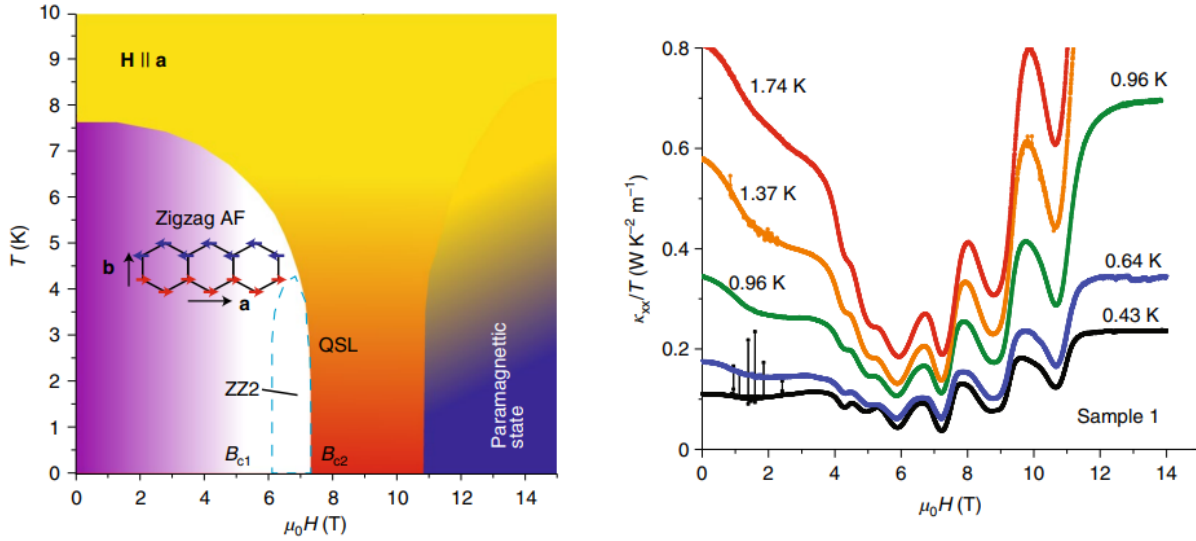 10
9
8
7
6
5
4
3
2
1
0
T (K)
H || a
Zigzag AF
b
a
QSL
ZZ2
Bc1
Bc2
Paramagnettic
state
0
2
4
6
8
10
12
14
μ0H (T)
0.8
0.6
0.4
0.2
0
κxx/T (W K−2 m−1)
1.74 K
0.96 K
1.37 K
0.96 K
0.64 K
0.43 K
Sample 1
0
2
4
6
8
10
12
14
μ0H (T)